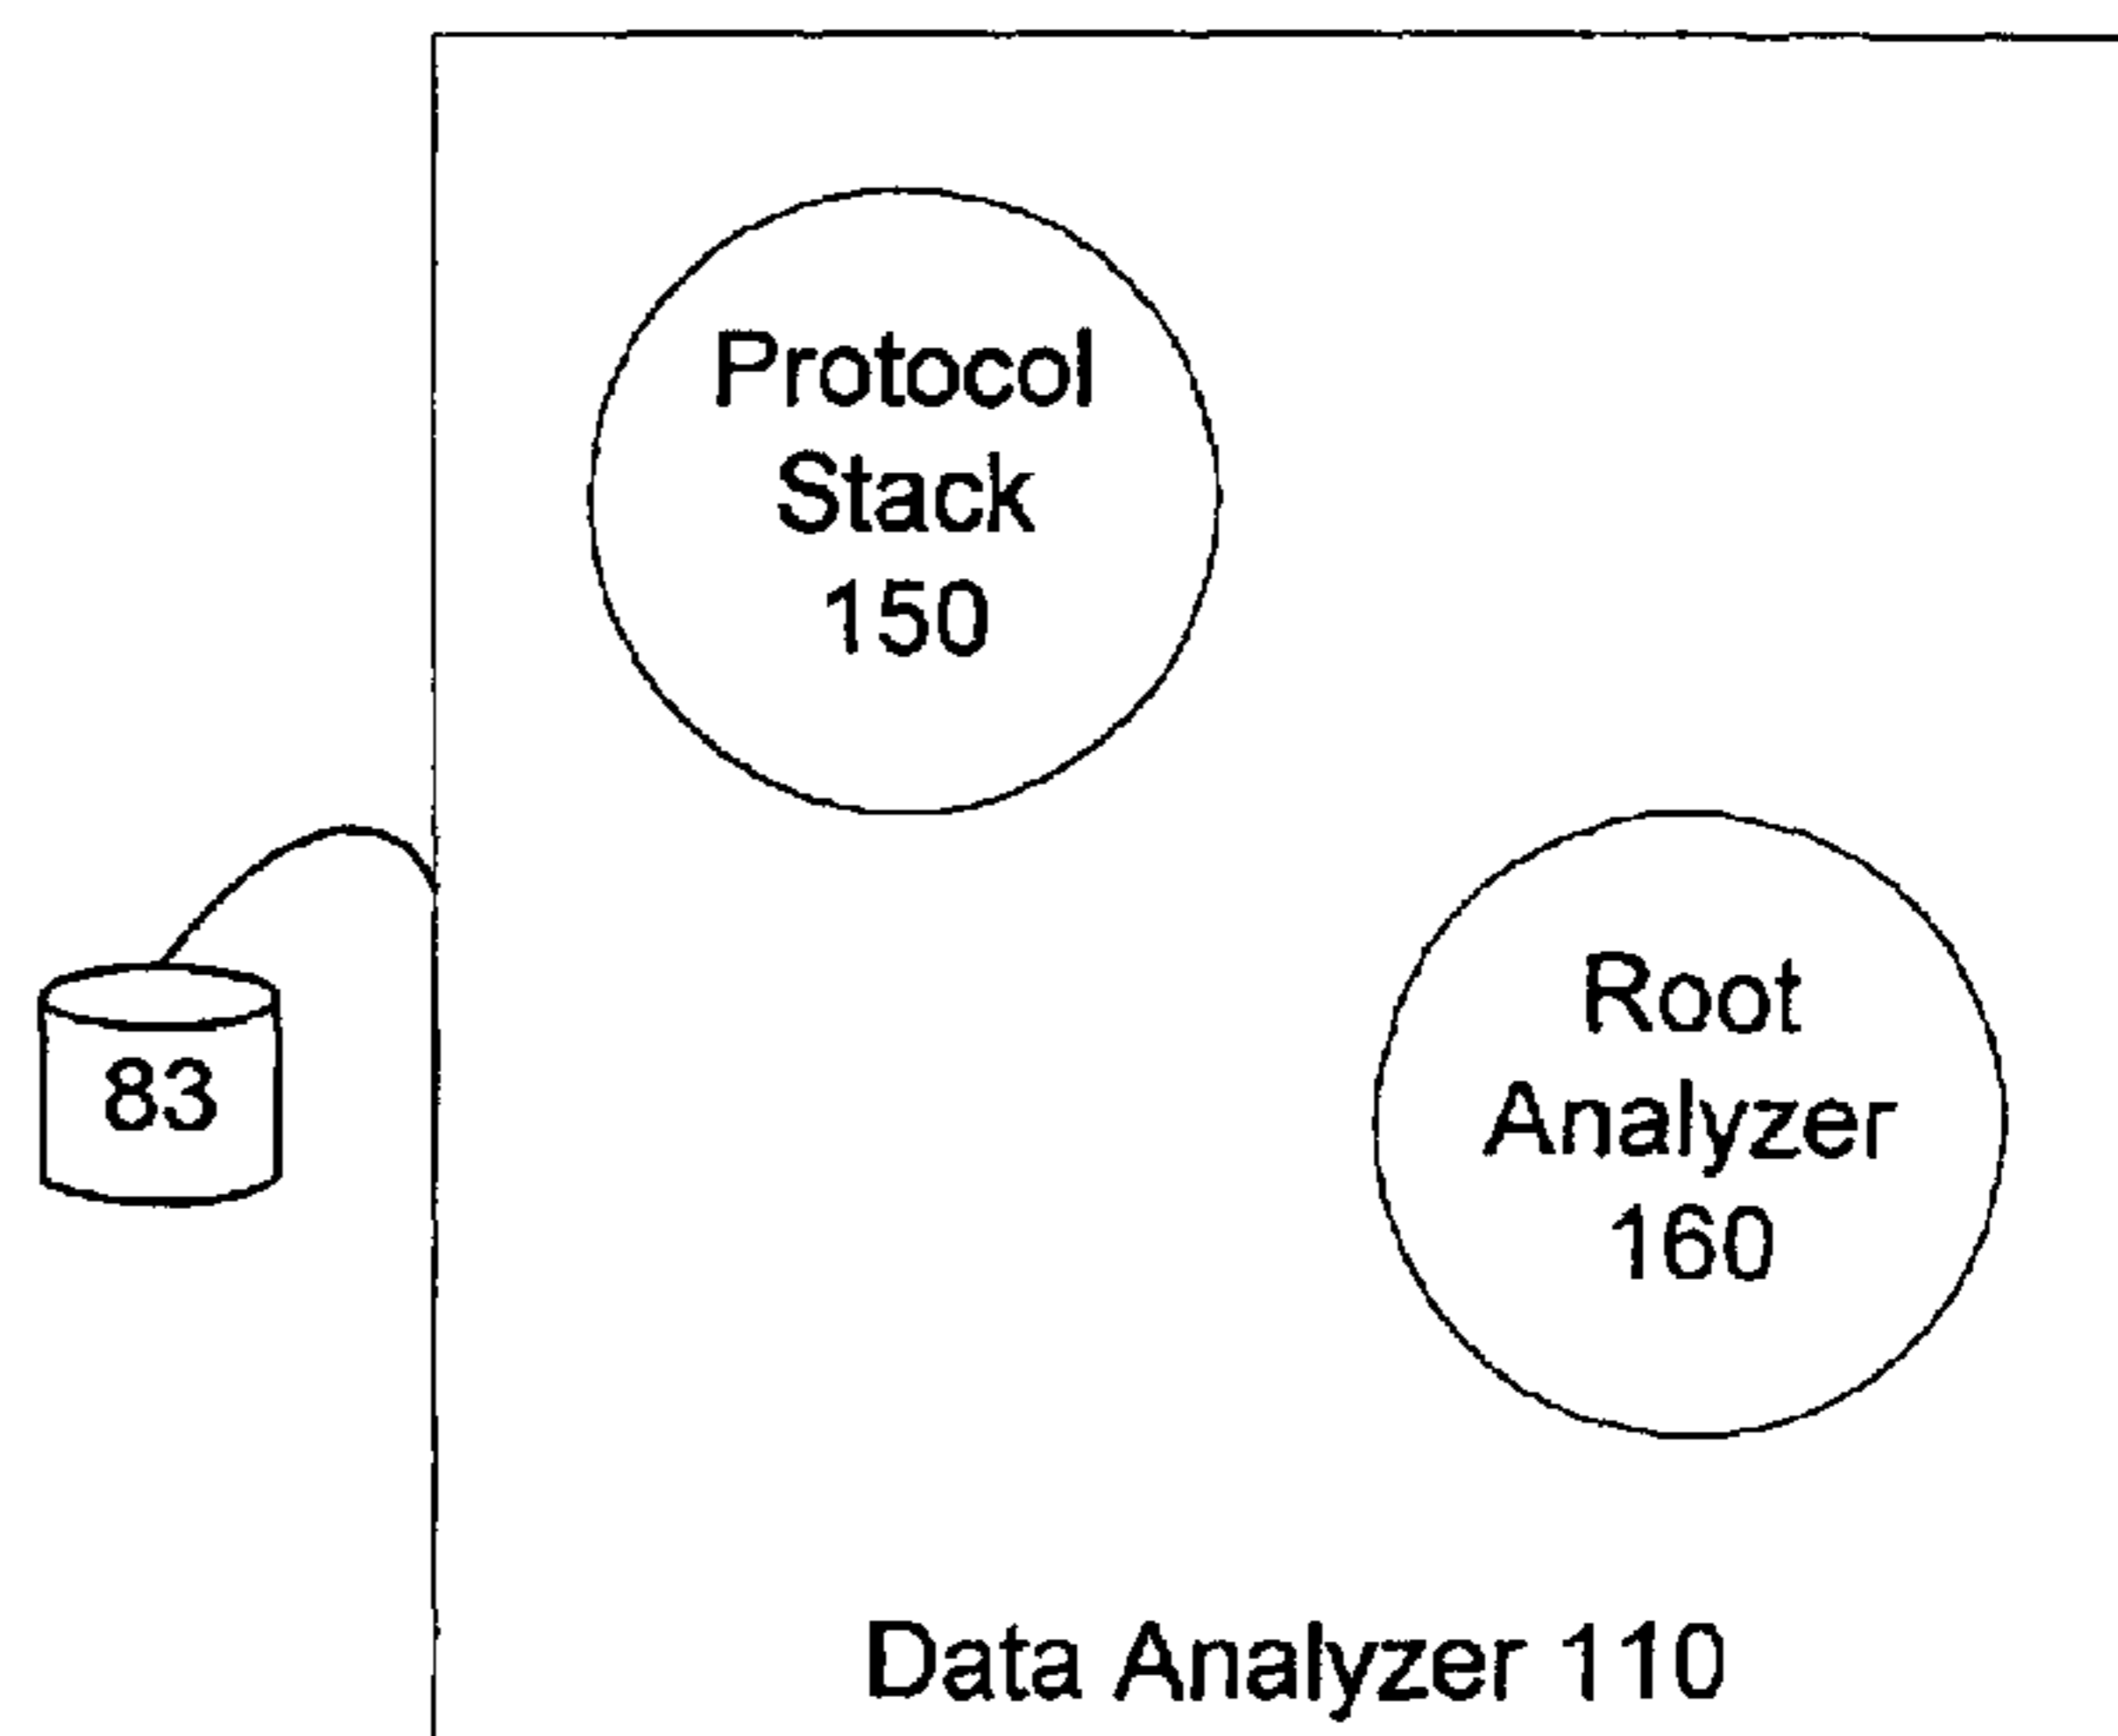 Protocol
Stack
150
83
Root
Analyzer
160
Data Analyzer 110